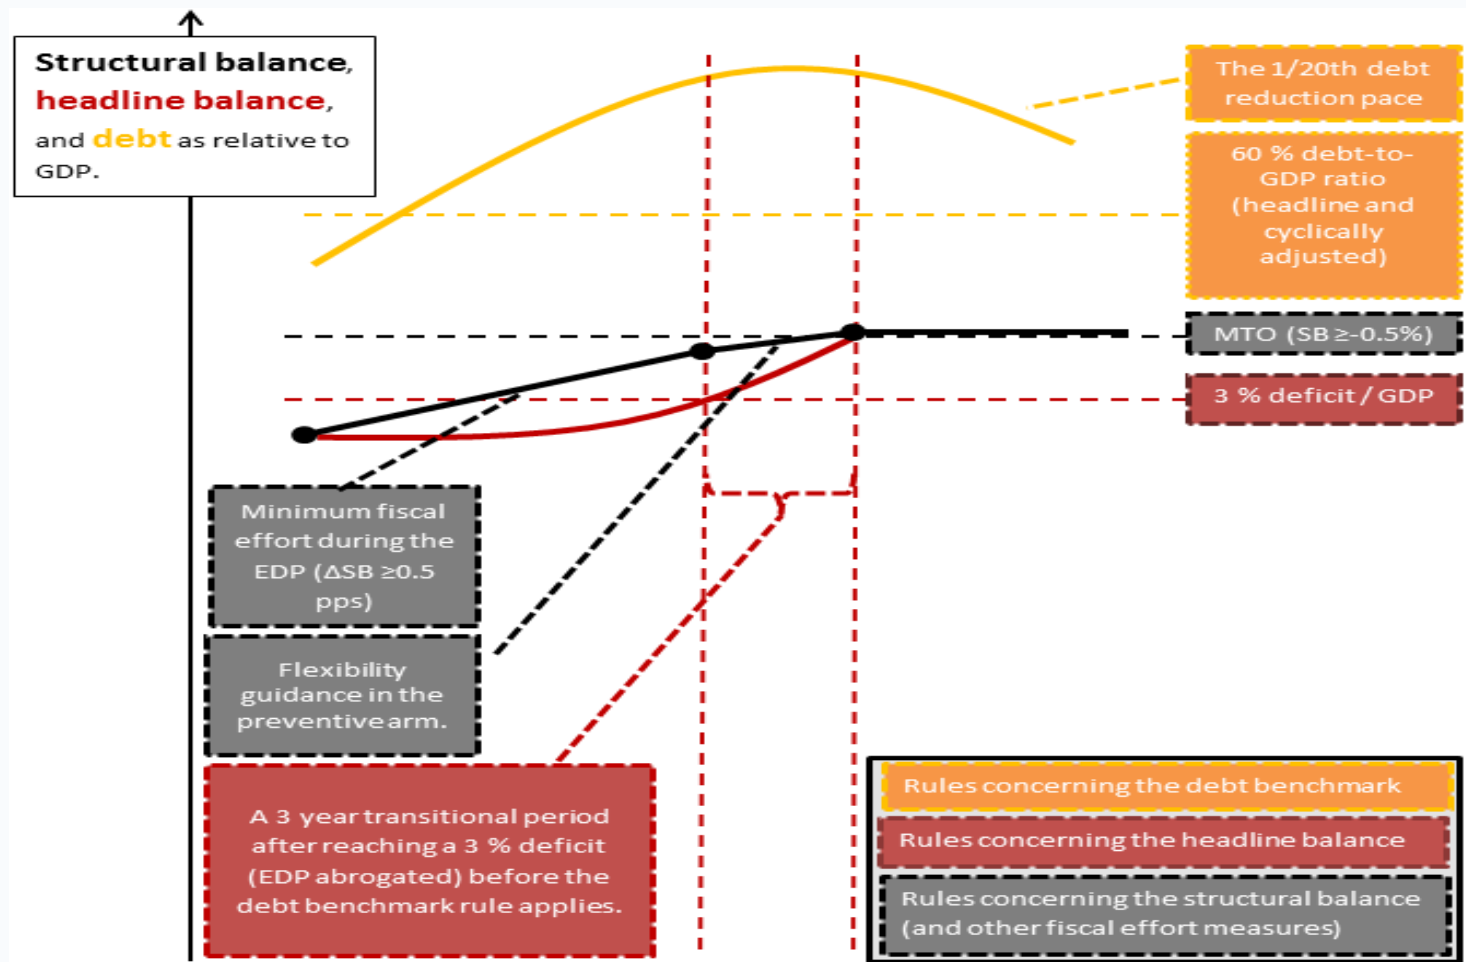 Structural balance,
headline balance,
and debt as relative to
GDP.
The 1/20th debt
reduction pace
60 % debt-to-
GDP ratio
(headline and
cyclically
adjusted)
MTO (SB ≥-0.5%)
3 % deficit / GDP
Minimum fiscal
effort during the
EDP (ΔSB ≥0.5
pps)
Flexibility
guidance in the
preventive arm.
A 3 year transitional period
after reaching a 3 % deficit
(EDP abrogated) before the
debt benchmark rule applies.
Rules concerning the debt benchmark
Rules concerning the headline balance
Rules concerning the structural balance
(and other fiscal effort measures)